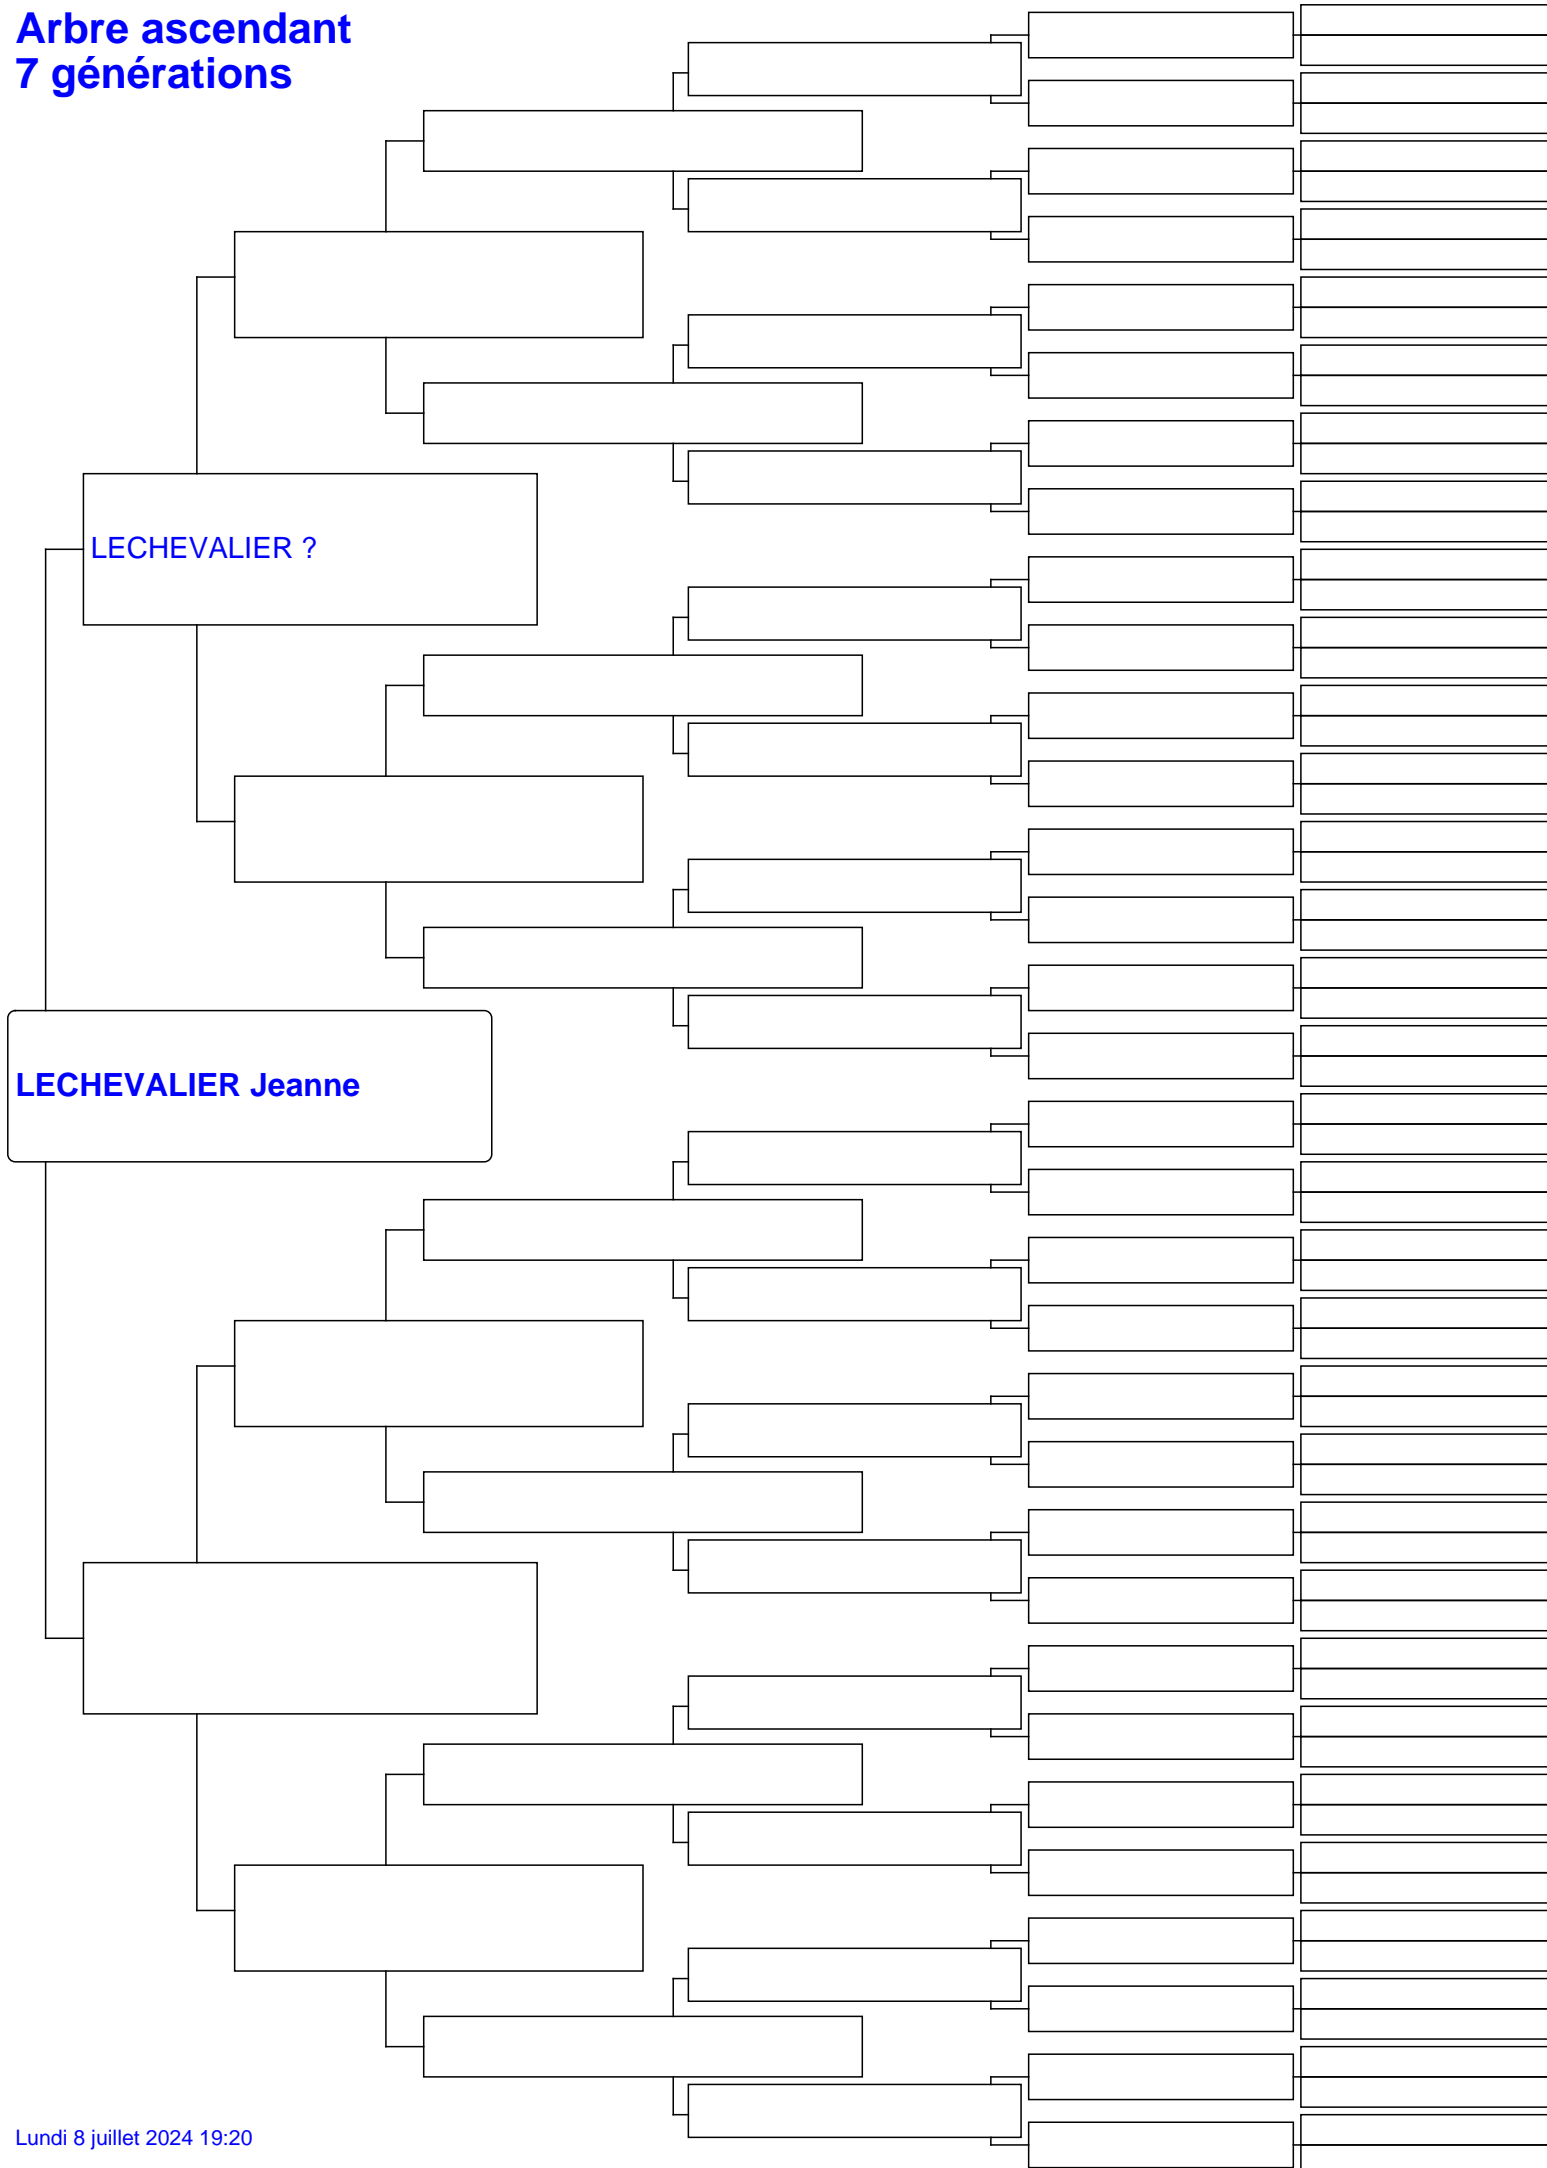 Arbre ascendant
7 générations
LECHEVALIER ?
LECHEVALIER Jeanne
Lundi 8 juillet 2024 19:20